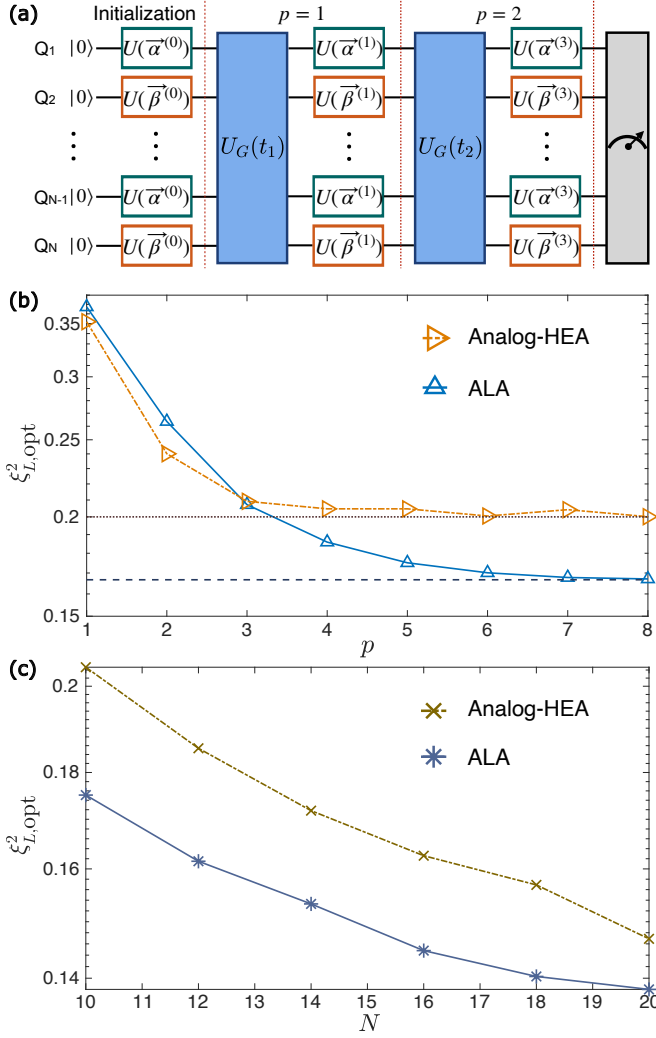 (a) Initialization p = 1 p = 2
Q1 |0⟩ U(α⃗(0)) U(α⃗(1)) U(α⃗(3))
Q2 |0⟩ U(β⃗(0)) U(β⃗(1)) U(β⃗(3))
⋮ ⋮ ⋮ UG(t1) ⋮ UG(t2) ⋮
QN-1 |0⟩ U(α⃗(0)) U(α⃗(1)) U(α⃗(3))
QN |0⟩ U(β⃗(0)) U(β⃗(1)) U(β⃗(3))
(b)
0.35
0.3
0.25
0.2
0.15
ξ²L,opt
Analog-HEA
ALA
1 2 3 4 5 6 7 8
p
(c)
0.2
0.18
0.16
0.14
ξ²L,opt
Analog-HEA
ALA
10 11 12 13 14 15 16 17 18 19 20
N